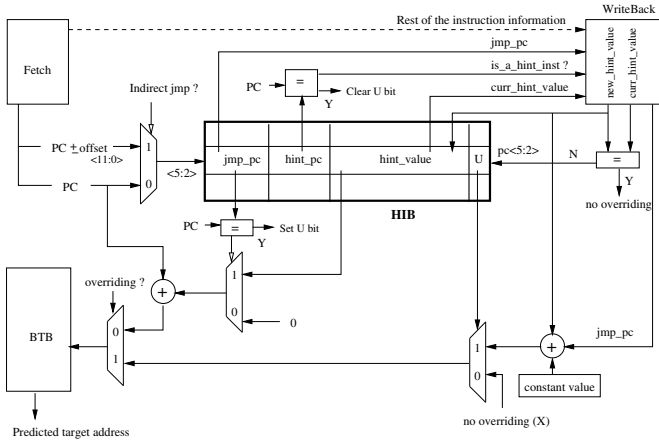 WriteBack
Rest of the instruction information
Fetch
jmp_pc
new_hint_value
curr_hint_value
is_a_hint_inst ?
Indirect jmp ?
PC
=
Clear U bit
Y
curr_hint_value
PC ± offset
<11:0>
1
<5:2>
jmp_pc
hint_pc
hint_value
U
pc<5:2>
N
=
PC
0
Y
no overriding
HIB
PC
=
Set U bit
Y
overriding ?
+
1
0
0
BTB
0
1
1
0
+
jmp_pc
constant value
no overriding (X)
Predicted target address